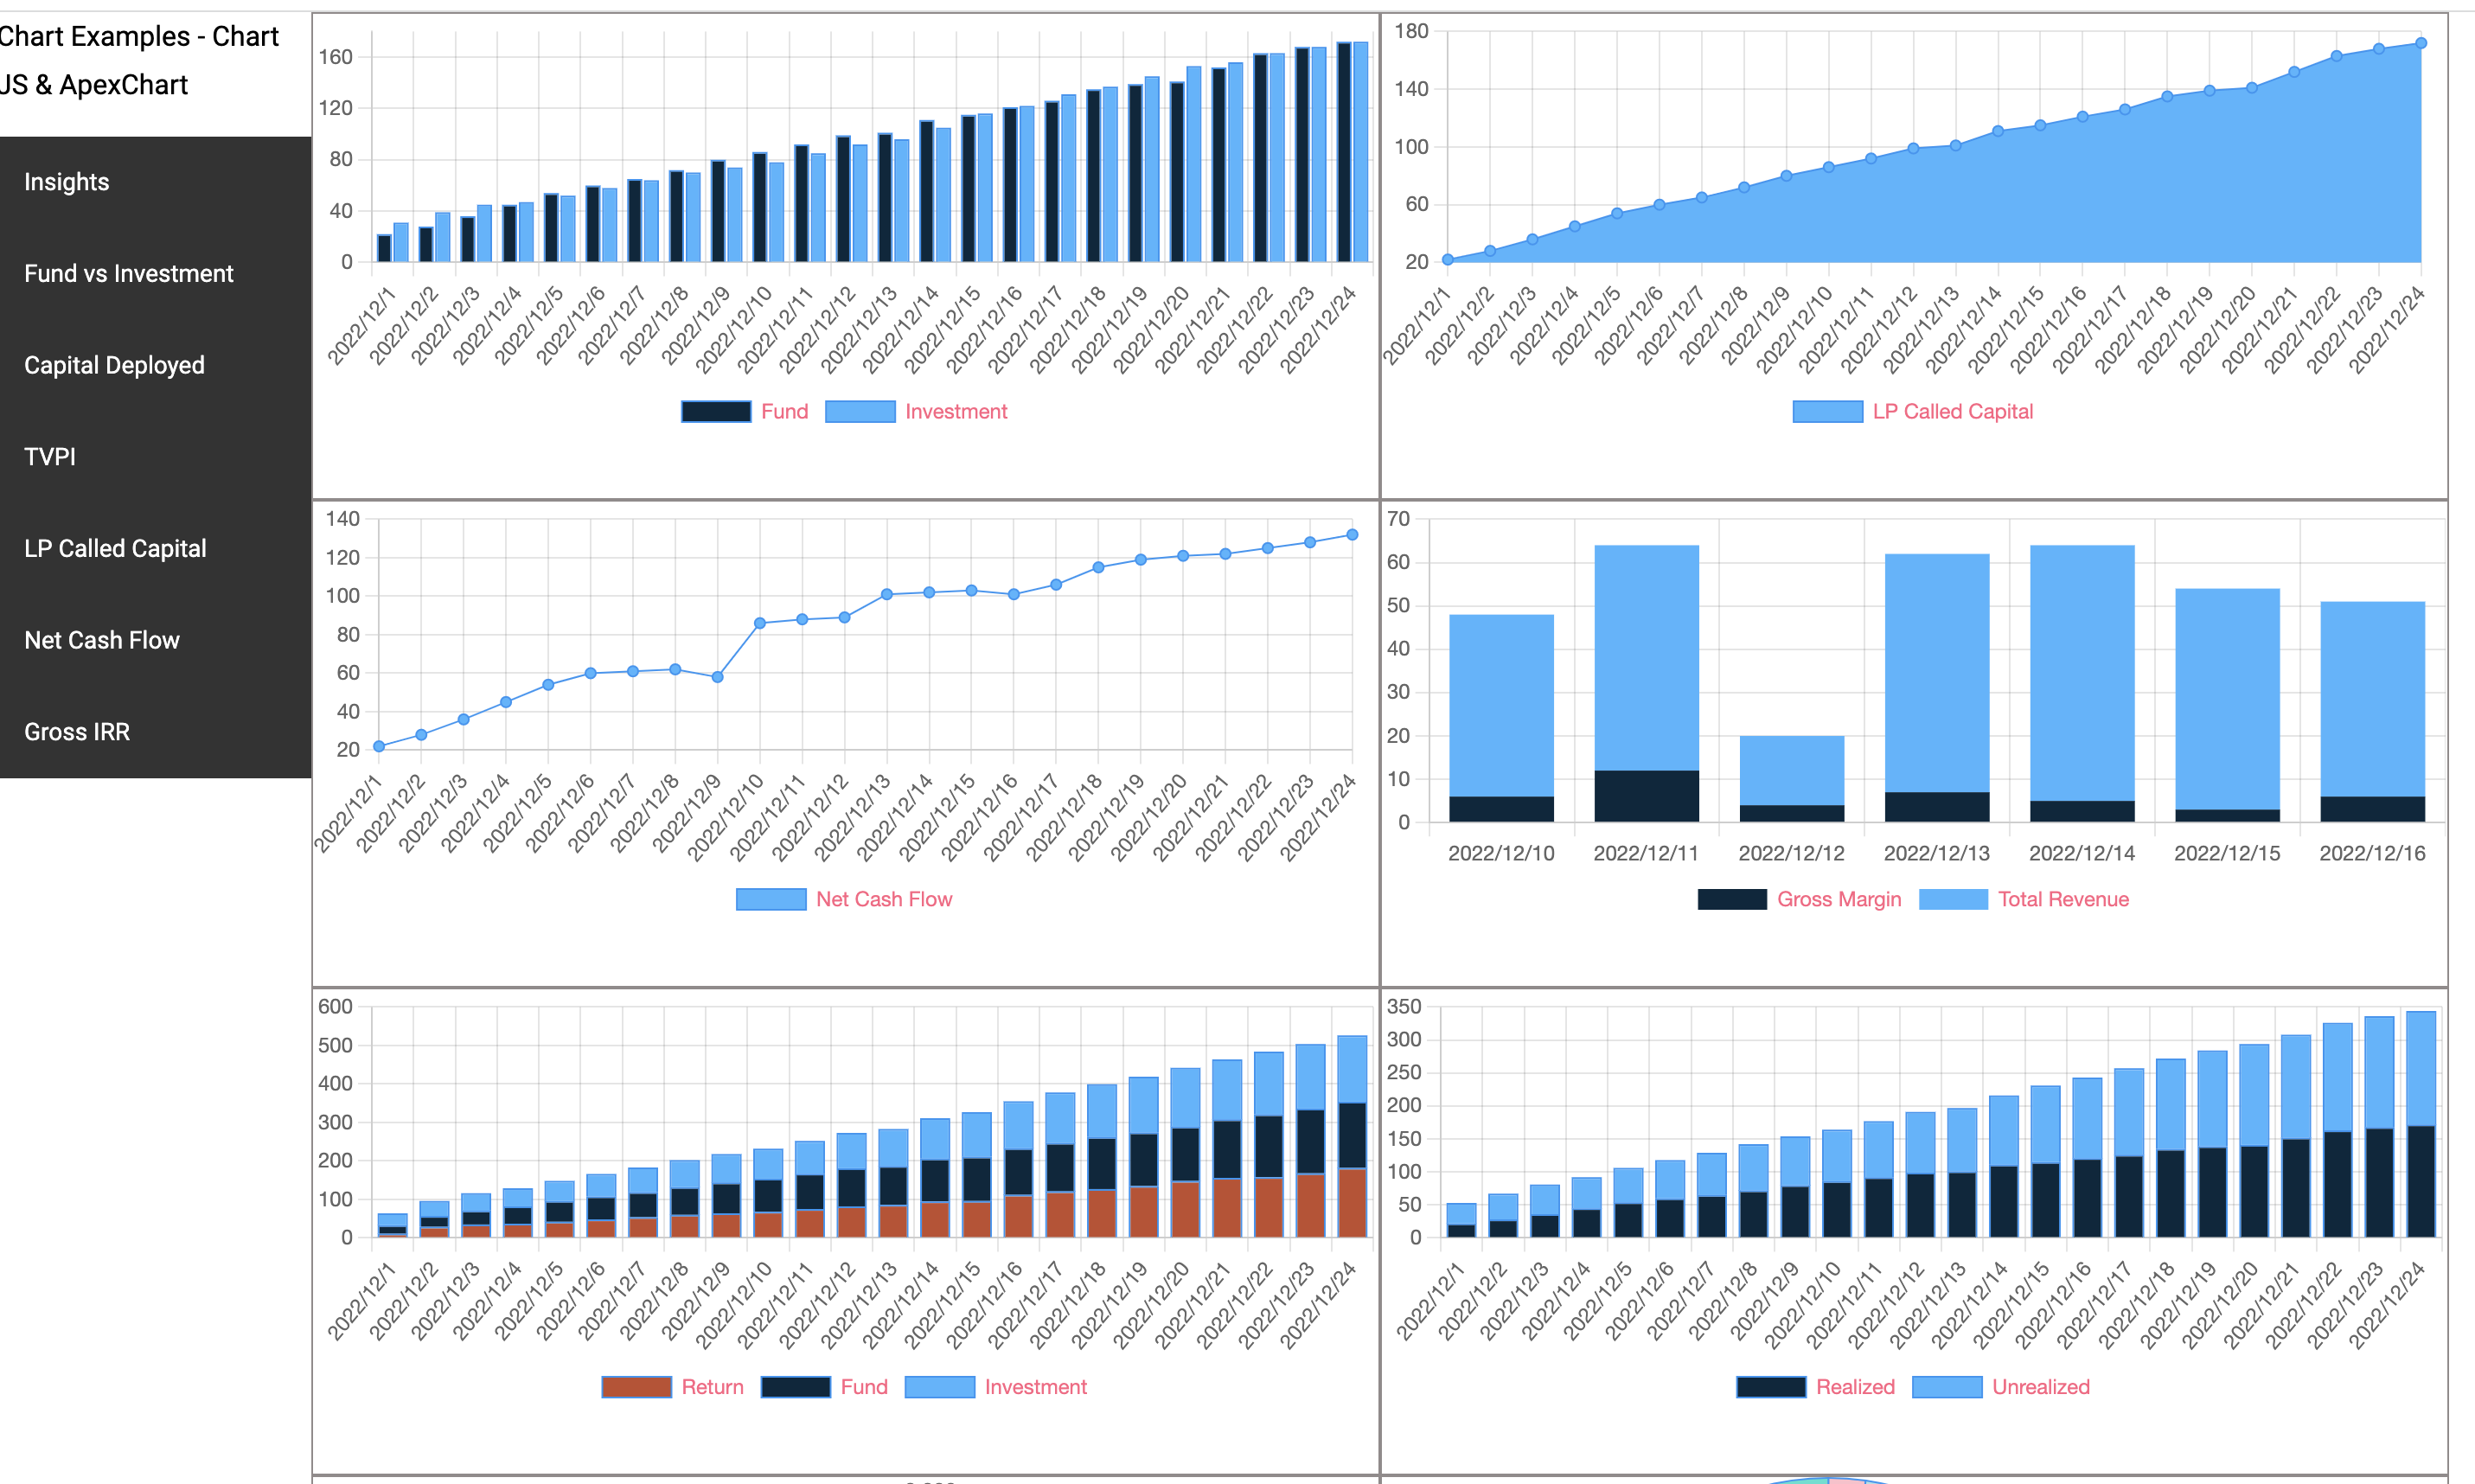 Chart Examples - Chart
JS & ApexChart
Insights
Fund vs Investment
Capital Deployed
TVPI
LP Called Capital
Net Cash Flow
Gross IRR
160
120
80
40
0
2022/12/1 2022/12/2 2022/12/3 2022/12/4 2022/12/5 2022/12/6 2022/12/7 2022/12/8 2022/12/9 2022/12/10 2022/12/11 2022/12/12 2022/12/13 2022/12/14 2022/12/15 2022/12/16 2022/12/17 2022/12/18 2022/12/19 2022/12/20 2022/12/21 2022/12/22 2022/12/23 2022/12/24
Fund Investment
180
140
100
60
20
2022/12/1 2022/12/2 2022/12/3 2022/12/4 2022/12/5 2022/12/6 2022/12/7 2022/12/8 2022/12/9 2022/12/10 2022/12/11 2022/12/12 2022/12/13 2022/12/14 2022/12/15 2022/12/16 2022/12/17 2022/12/18 2022/12/19 2022/12/20 2022/12/21 2022/12/22 2022/12/23 2022/12/24
LP Called Capital
140
120
100
80
60
40
20
2022/12/1 2022/12/2 2022/12/3 2022/12/4 2022/12/5 2022/12/6 2022/12/7 2022/12/8 2022/12/9 2022/12/10 2022/12/11 2022/12/12 2022/12/13 2022/12/14 2022/12/15 2022/12/16 2022/12/17 2022/12/18 2022/12/19 2022/12/20 2022/12/21 2022/12/22 2022/12/23 2022/12/24
Net Cash Flow
70
60
50
40
30
20
10
0
2022/12/10 2022/12/11 2022/12/12 2022/12/13 2022/12/14 2022/12/15 2022/12/16
Gross Margin Total Revenue
600
500
400
300
200
100
0
2022/12/1 2022/12/2 2022/12/3 2022/12/4 2022/12/5 2022/12/6 2022/12/7 2022/12/8 2022/12/9 2022/12/10 2022/12/11 2022/12/12 2022/12/13 2022/12/14 2022/12/15 2022/12/16 2022/12/17 2022/12/18 2022/12/19 2022/12/20 2022/12/21 2022/12/22 2022/12/23 2022/12/24
Return Fund Investment
350
300
250
200
150
100
50
0
2022/12/1 2022/12/2 2022/12/3 2022/12/4 2022/12/5 2022/12/6 2022/12/7 2022/12/8 2022/12/9 2022/12/10 2022/12/11 2022/12/12 2022/12/13 2022/12/14 2022/12/15 2022/12/16 2022/12/17 2022/12/18 2022/12/19 2022/12/20 2022/12/21 2022/12/22 2022/12/23 2022/12/24
Realized Unrealized